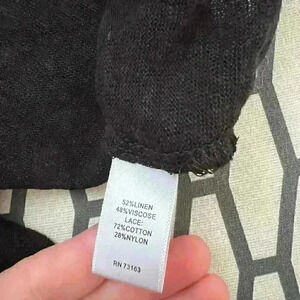 52%LINEN
48%VISCOSE
LACE:
72%COTTON
28%NYLON
RN 73163